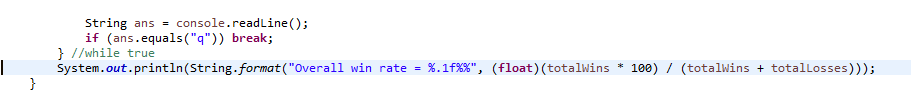 String ans = console.readLine();
if (ans.equals("q")) break;
} //while true
System.out.println(String.format("Overall win rate = %.1f%%", (float)(totalWins * 100) / (totalWins + totalLosses)));
}